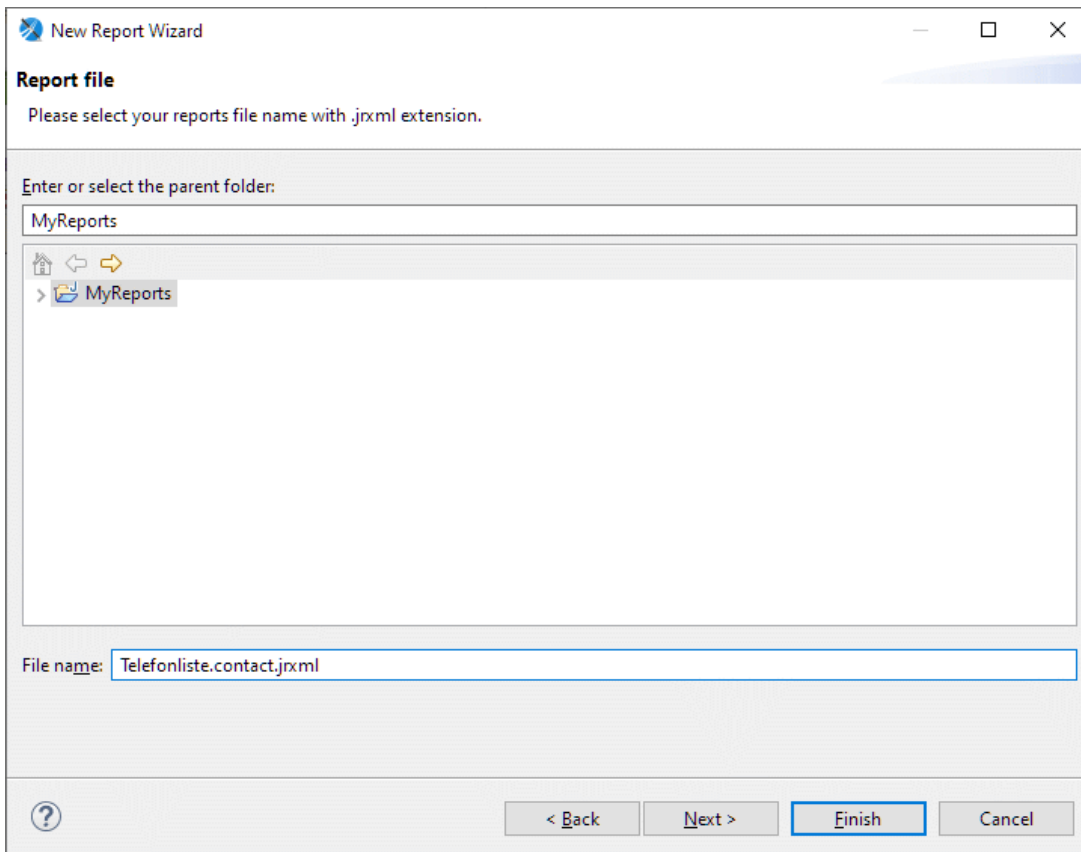 New Report Wizard
Report file
Please select your reports file name with .jrxml extension.
Enter or select the parent folder:
MyReports
MyReports
File name: Telefonliste.contact.jrxml
? < Back Next > Finish Cancel